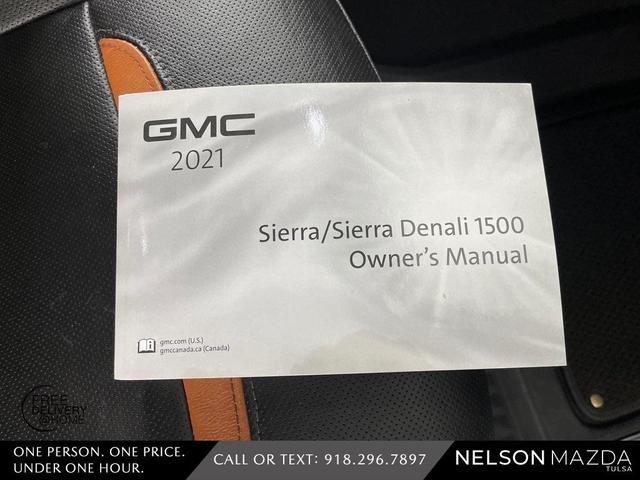 GMC
2021
Sierra/Sierra Denali 1500
Owner's Manual
gmc.com (U.S.)
gmccanada.ca (Canada)
FREE
DELIVERY
@HOME
ONE PERSON. ONE PRICE.
UNDER ONE HOUR.
CALL OR TEXT: 918.296.7897
NELSON MAZDA
TULSA